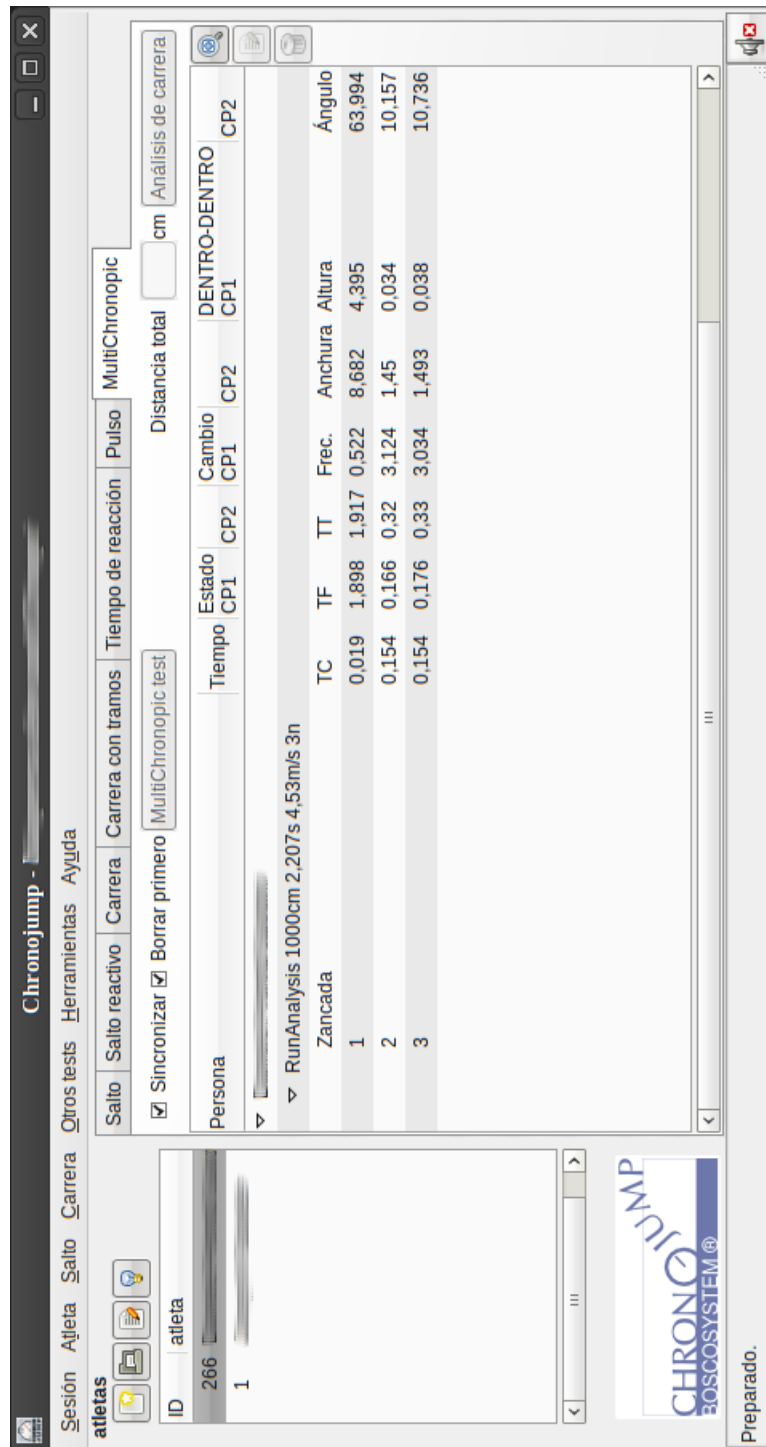 Chronojump -
Sesión Atleta Salto Carrera Otros tests Herramientas Ayuda
atletas
ID atleta
266
1
CHRONOJUMP
BOSCOSYSTEM ®
Salto Salto reactivo Carrera Carrera con tramos Tiempo de reacción Pulso MultiChronopic
Sincronizar Borrar primero MultiChronopic test Distancia total cm Análisis de carrera
Persona Tiempo Estado Cambio DENTRO-DENTRO
CP1 CP2 CP1 CP2 CP1 CP2
RunAnalysis 1000cm 2,207s 4,53m/s 3n
Zancada TC TF TT Frec. Anchura Altura Ángulo
1 0,019 1,898 1,917 0,522 8,682 4,395 63,994
2 0,154 0,166 0,32 3,124 1,45 0,034 10,157
3 0,154 0,176 0,33 3,034 1,493 0,038 10,736
Preparado.